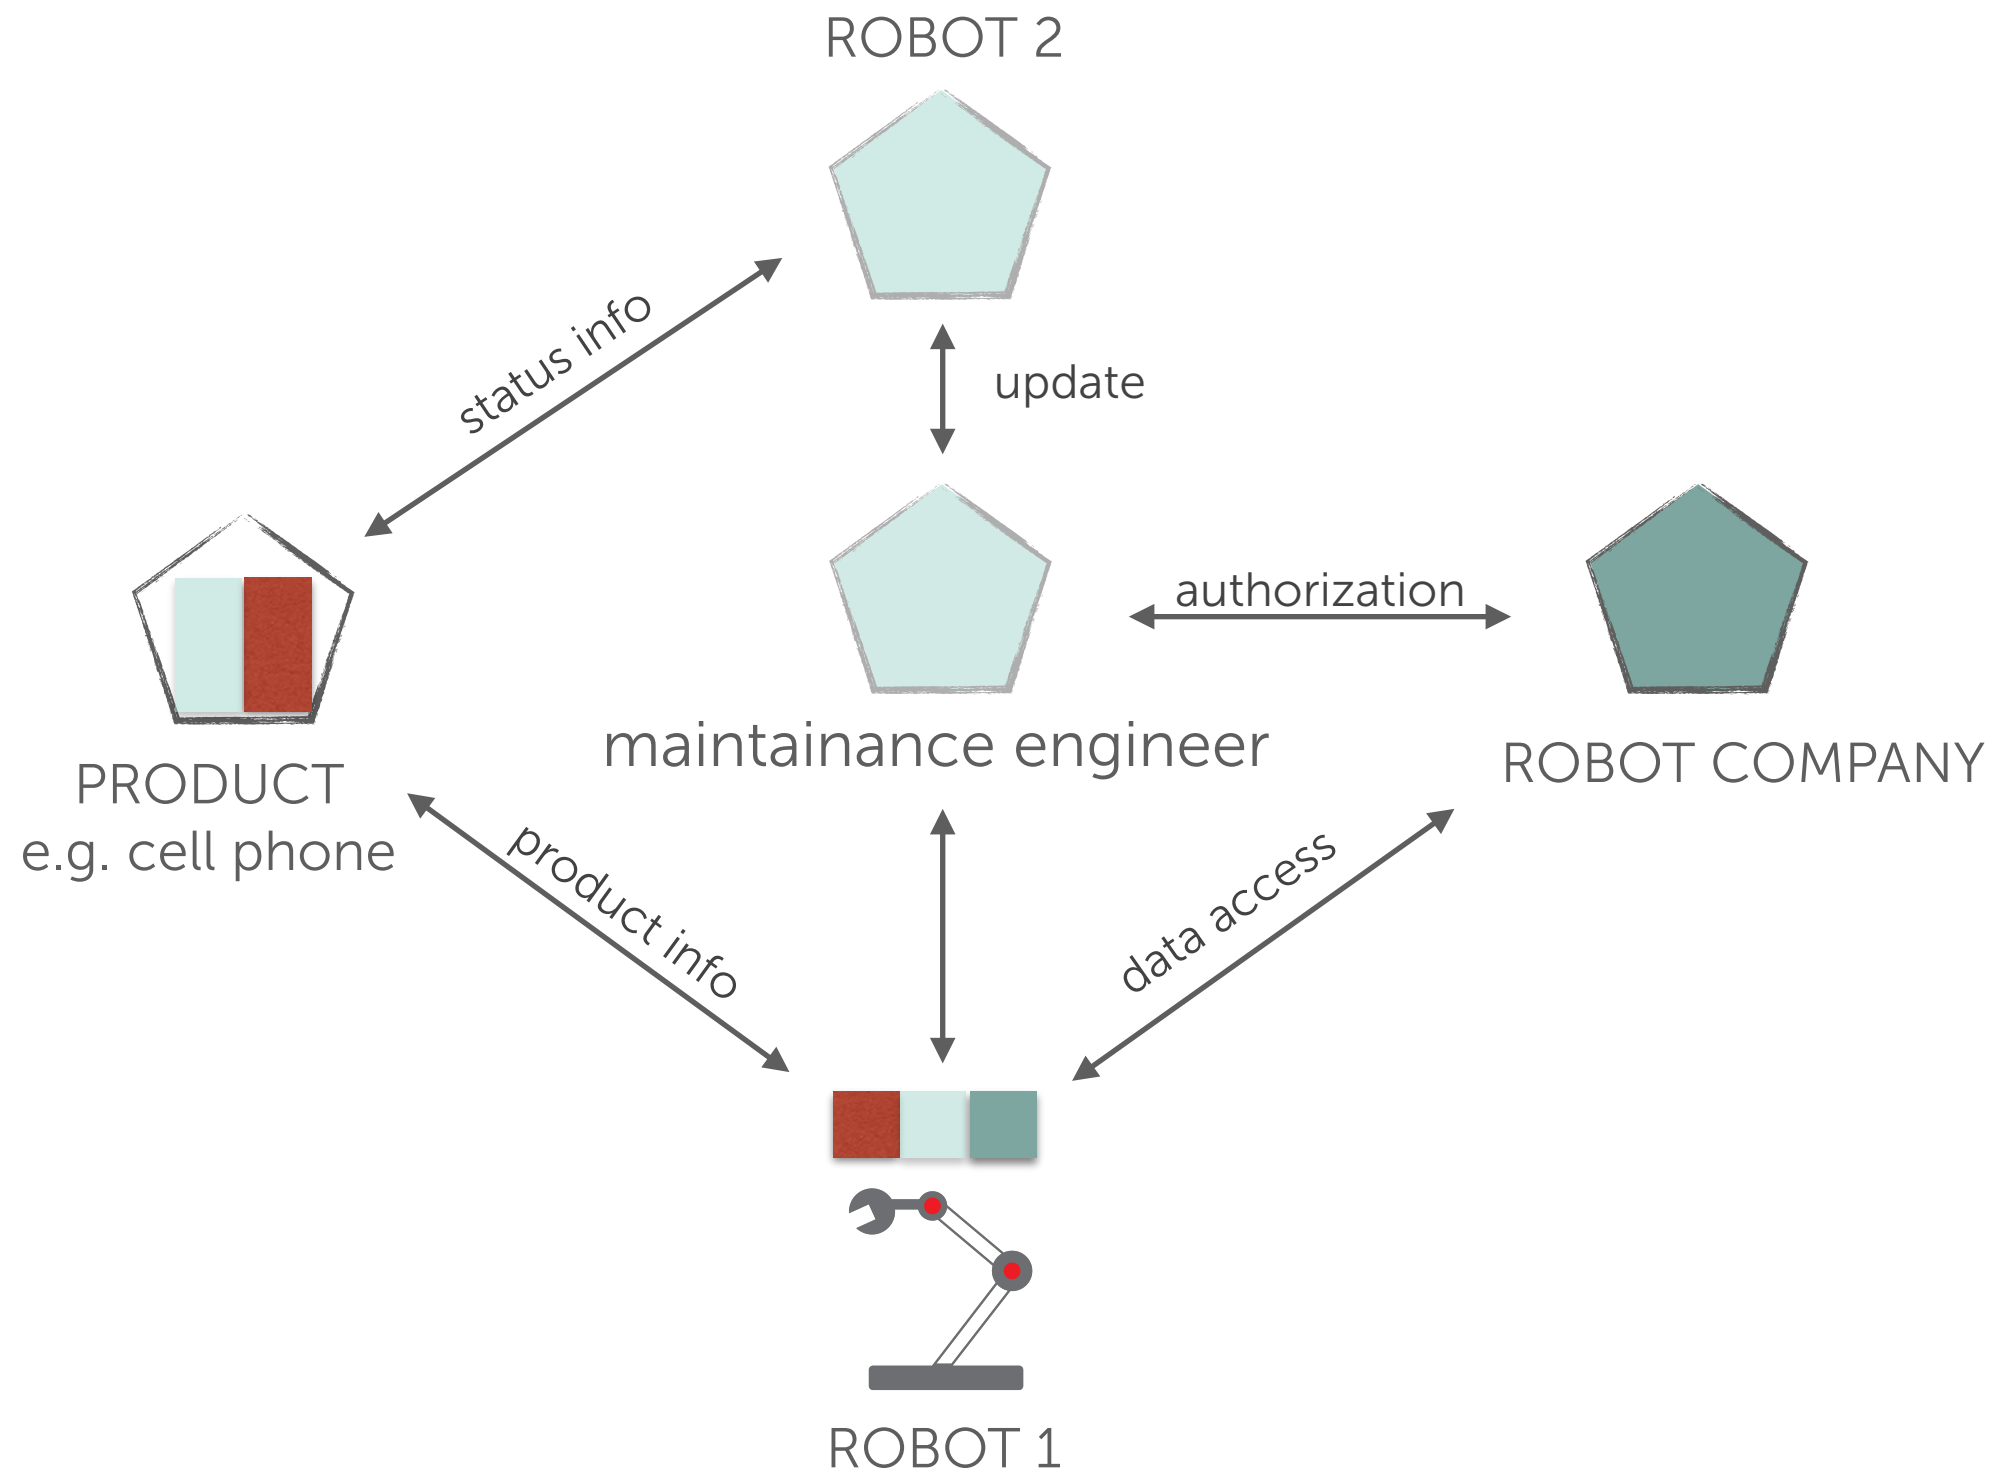 ROBOT 2
status info
update
authorization
maintainance engineer
ROBOT COMPANY
PRODUCT
e.g. cell phone
product info
data access
ROBOT 1